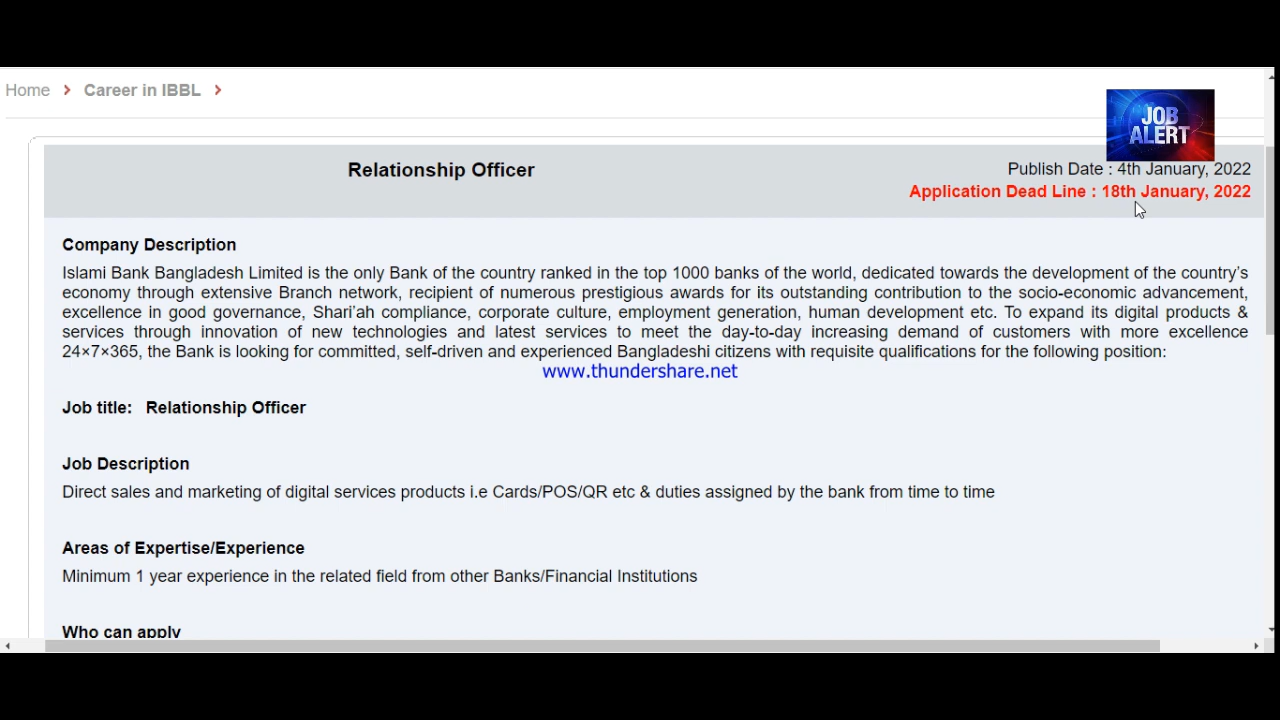 Home > Career in IBBL >
JOB
ALERT
Relationship Officer
Publish Date : 4th January, 2022
Application Dead Line : 18th January, 2022
Company Description
Islami Bank Bangladesh Limited is the only Bank of the country ranked in the top 1000 banks of the world, dedicated towards the development of the country's
economy through extensive Branch network, recipient of numerous prestigious awards for its outstanding contribution to the socio-economic advancement,
excellence in good governance, Shari'ah compliance, corporate culture, employment generation, human development etc. To expand its digital products &
services through innovation of new technologies and latest services to meet the day-to-day increasing demand of customers with more excellence
24×7×365, the Bank is looking for committed, self-driven and experienced Bangladeshi citizens with requisite qualifications for the following position:
www.thundershare.net
Job title: Relationship Officer
Job Description
Direct sales and marketing of digital services products i.e Cards/POS/QR etc & duties assigned by the bank from time to time
Areas of Expertise/Experience
Minimum 1 year experience in the related field from other Banks/Financial Institutions
Who can apply